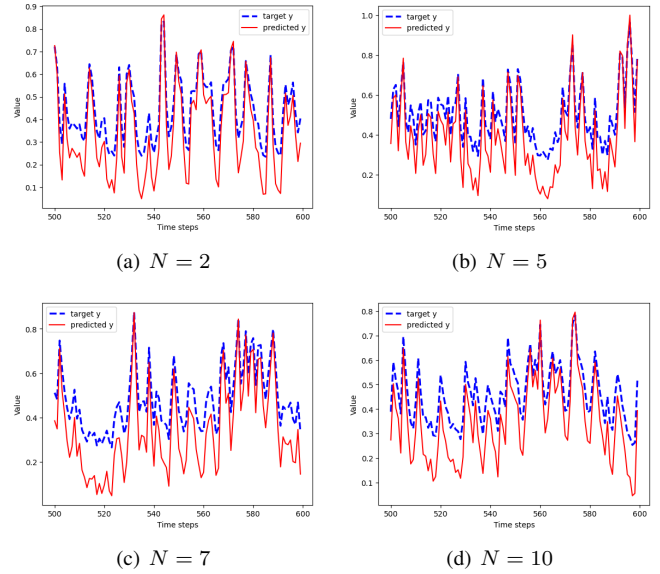 0.9
0.8
0.7
0.6
0.5
0.4
0.3
0.2
0.1
Value
target y
predicted y
500 520 540 560 580 600
Time steps
(a) N = 2
1.0
0.8
0.6
0.4
0.2
Value
target y
predicted y
500 520 540 560 580 600
Time steps
(b) N = 5
0.8
0.6
0.4
0.2
Value
target y
predicted y
500 520 540 560 580 600
Time steps
(c) N = 7
0.8
0.7
0.6
0.5
0.4
0.3
0.2
0.1
Value
target y
predicted y
500 520 540 560 580 600
Time steps
(d) N = 10